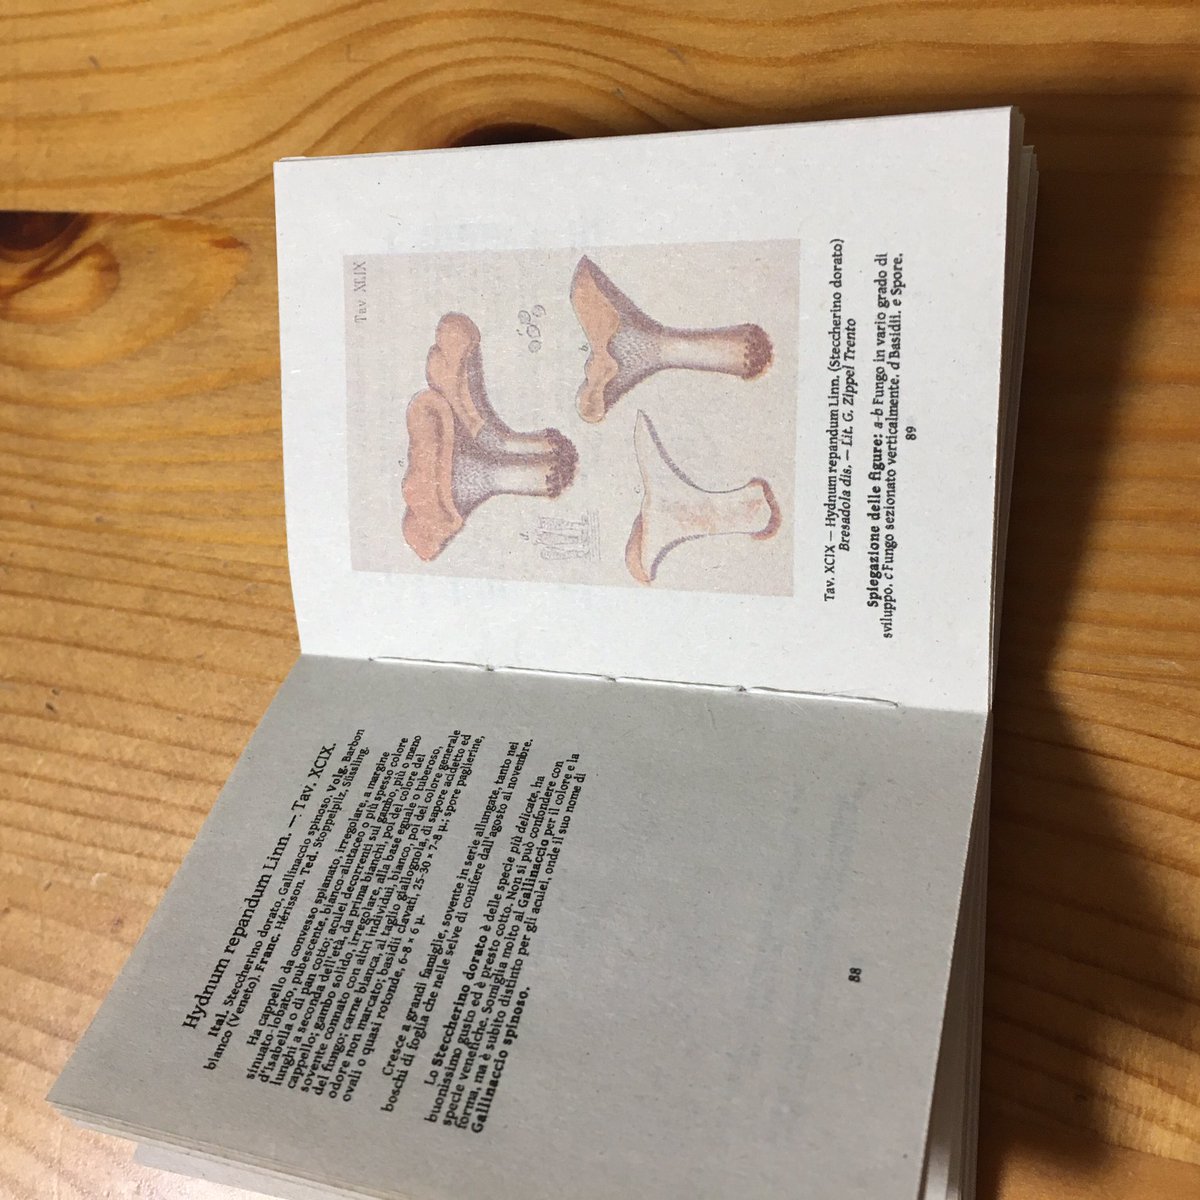 Hydnum repandum Linn. — Tav. XCIX.
Ital. Steccherino dorato, Gallinaccio spinoso, Volg. Barbon
bianco (Veneto). Franc. Hérisson. Ted. Stoppelpilz, Süssling.
Ha cappello da convesso spianato, irregolare, a margine
sinuato-lobato, pubescente, bianco-alutaceo o più spesso colore
d'isabella o di pan cotto; aculei decorrenti sul gambo, più o meno
lunghi a seconda dell'età, da prima bianchi, poi del colore del
cappello; gambo solido, irregolare, alla base eguale o tuberoso,
sovente connato con altri individui, bianco, poi del colore generale
del fungo; carne bianca, al taglio giallognola, di sapore acidetto ed
odore non marcato; basidii clavati, 25-30 × 7-8 µ.; spore paglierine,
ovali o quasi rotonde, 6-8 × 6 µ.
Cresce a grandi famiglie, sovente in serie allungate, tanto nei
boschi di foglia che nelle selve di conifere dall'agosto al novembre.
Lo Steccherino dorato è delle specie più delicate, ha
buonissimo gusto ed è presto cotto. Non si può confondere con
specie venefiche. Somiglia molto al Gallinaccio per il colore e la
forma, ma è subito distinto per gli aculei, onde il suo nome di
Gallinaccio spinoso.
88
Tav. XLIX
a.
b.
c.
d.
Tav. XCIX — Hydnum repandum Linn. (Steccherino dorato)
Bresadola dis. — Lit. G. Zippel Trento
Spiegazione delle figure: a-b Fungo in vario grado di
sviluppo. c Fungo sezionato verticalmente. d Basidii. e Spore.
89